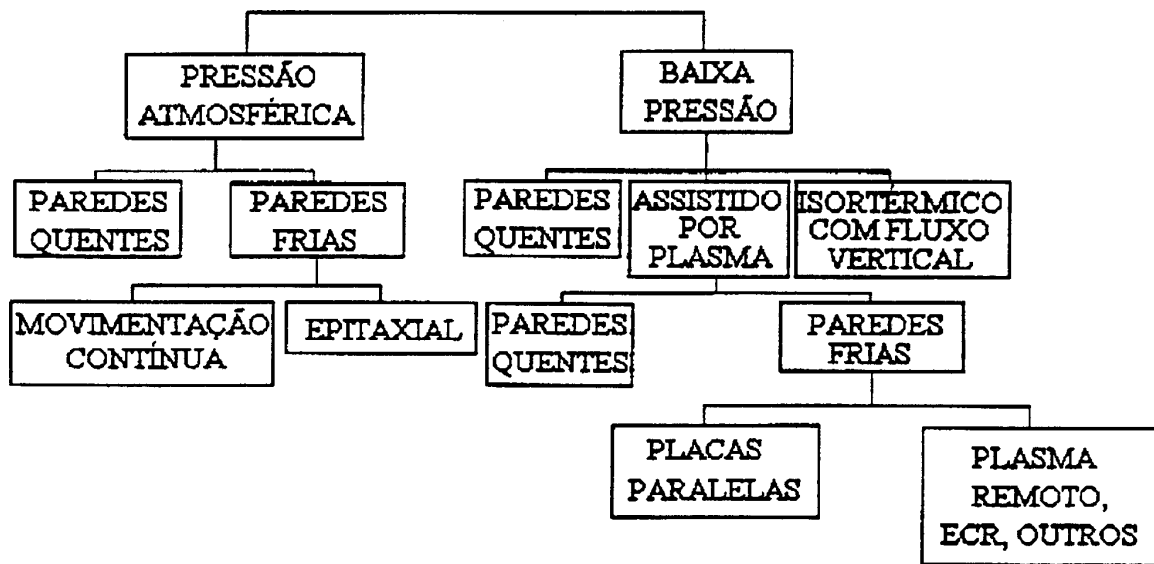 PRESSÃO
ATMOSFÉRICA
BAIXA
PRESSÃO
PAREDES
QUENTES
PAREDES
FRIAS
PAREDES
QUENTES
ASSISTIDO
POR
PLASMA
ISORTERMICO
COM FLUXO
VERTICAL
MOVIMENTAÇÃO
CONTÍNUA
EPITAXIAL
PAREDES
QUENTES
PAREDES
FRIAS
PLACAS
PARALELAS
PLASMA
REMOTO,
ECR, OUTROS